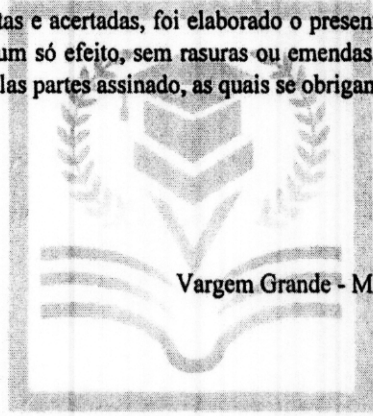 tas e acertadas, foi elaborado o presen
um só efeito, sem rasuras ou emendas
las partes assinado, as quais se obrigan
Vargem Grande - M